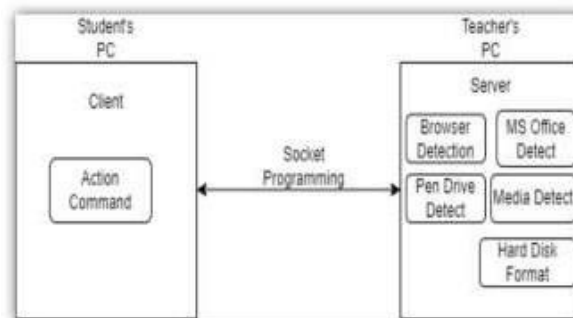 Student's
PC
Teacher's
PC
Client
Server
Action
Command
Socket
Programming
Browser
Detection
MS Office
Detect
Pen Drive
Detect
Media Detect
Hard Disk
Format